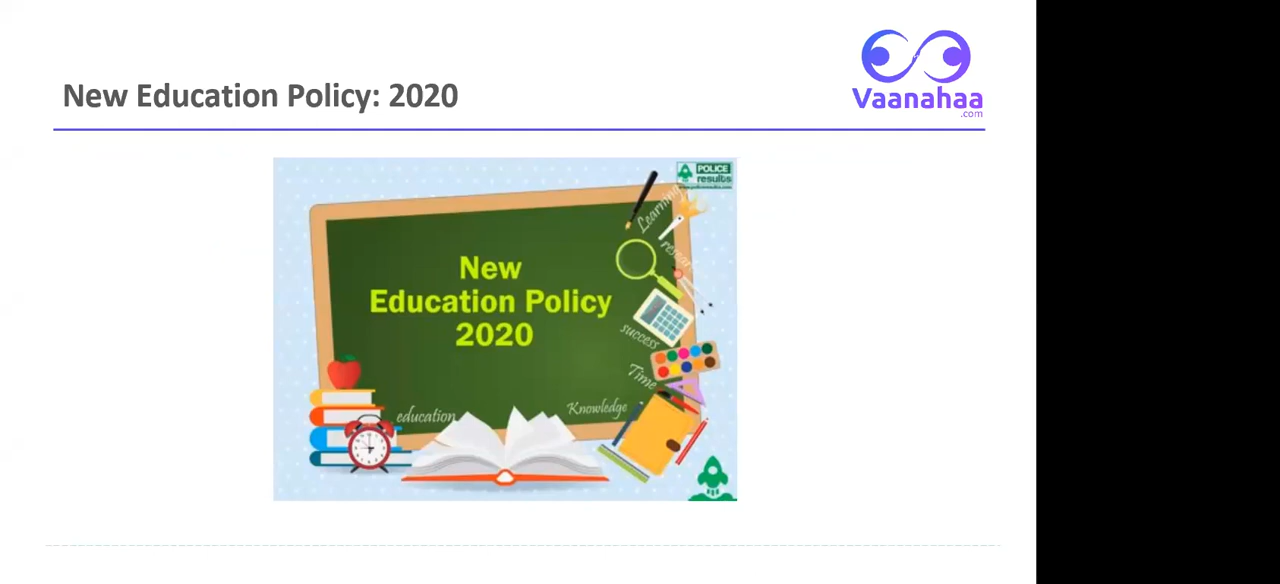 New Education Policy: 2020
Vaanahaa
.com
POLICE
results
Learning
New
Education Policy
2020
success
Time
education
Knowledge